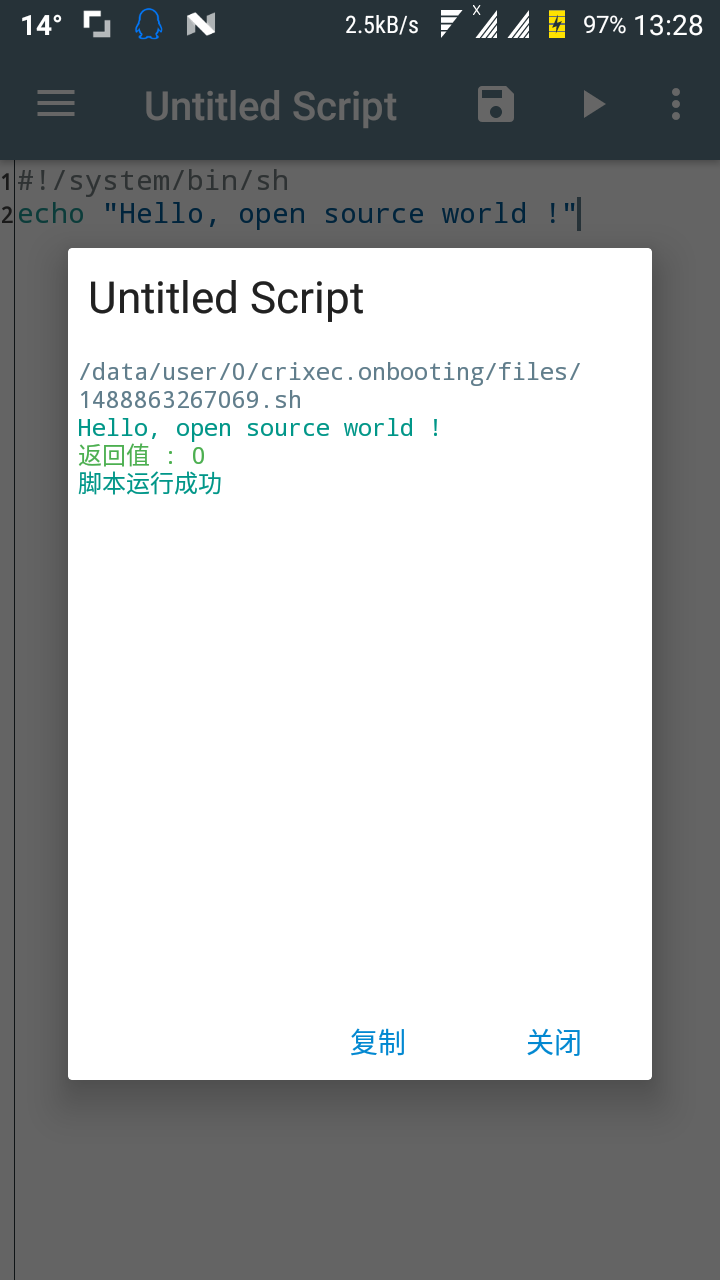 14° 2.5kB/s X 97% 13:28
Untitled Script
1 #!/system/bin/sh
2 echo "Hello, open source world !"
Untitled Script
/data/user/0/crixec.onbooting/files/
1488863267069.sh
Hello, open source world !
返回值 : 0
脚本运行成功
复制 关闭